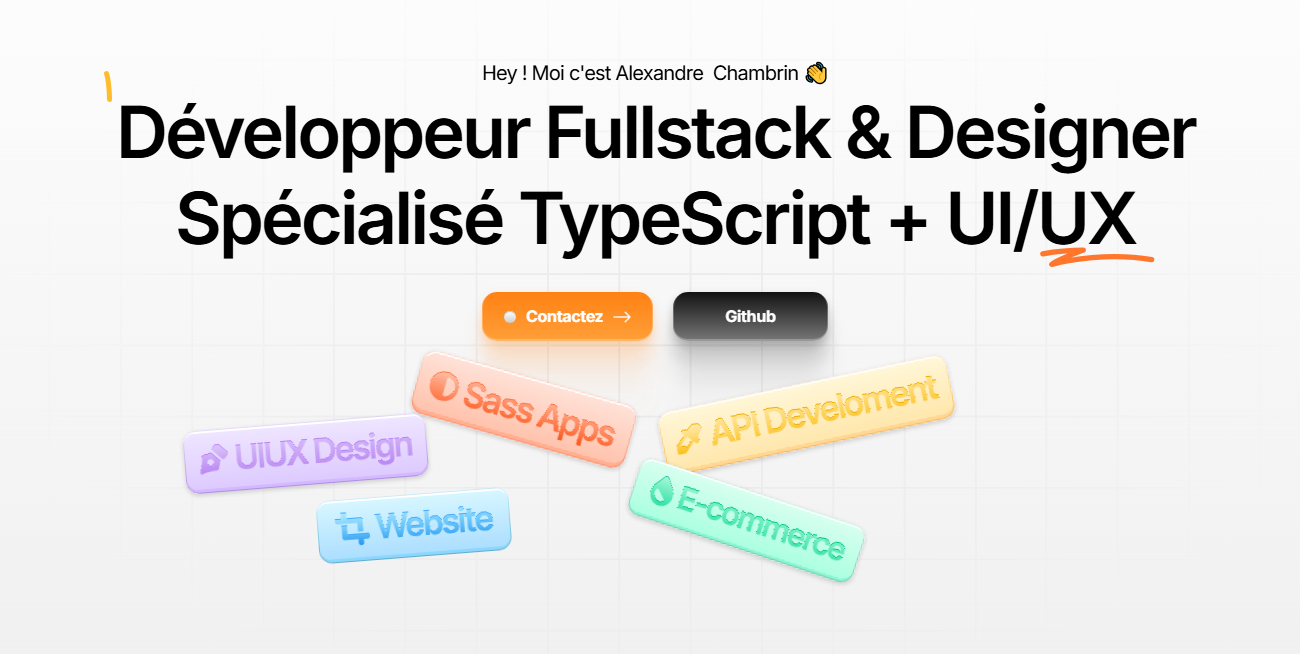 Hey ! Moi c'est Alexandre Chambrin 👋
Développeur Fullstack & Designer
Spécialisé TypeScript + UI/UX
Contactez →
Github
Sass Apps
API Develoment
UIUX Design
E-commerce
Website